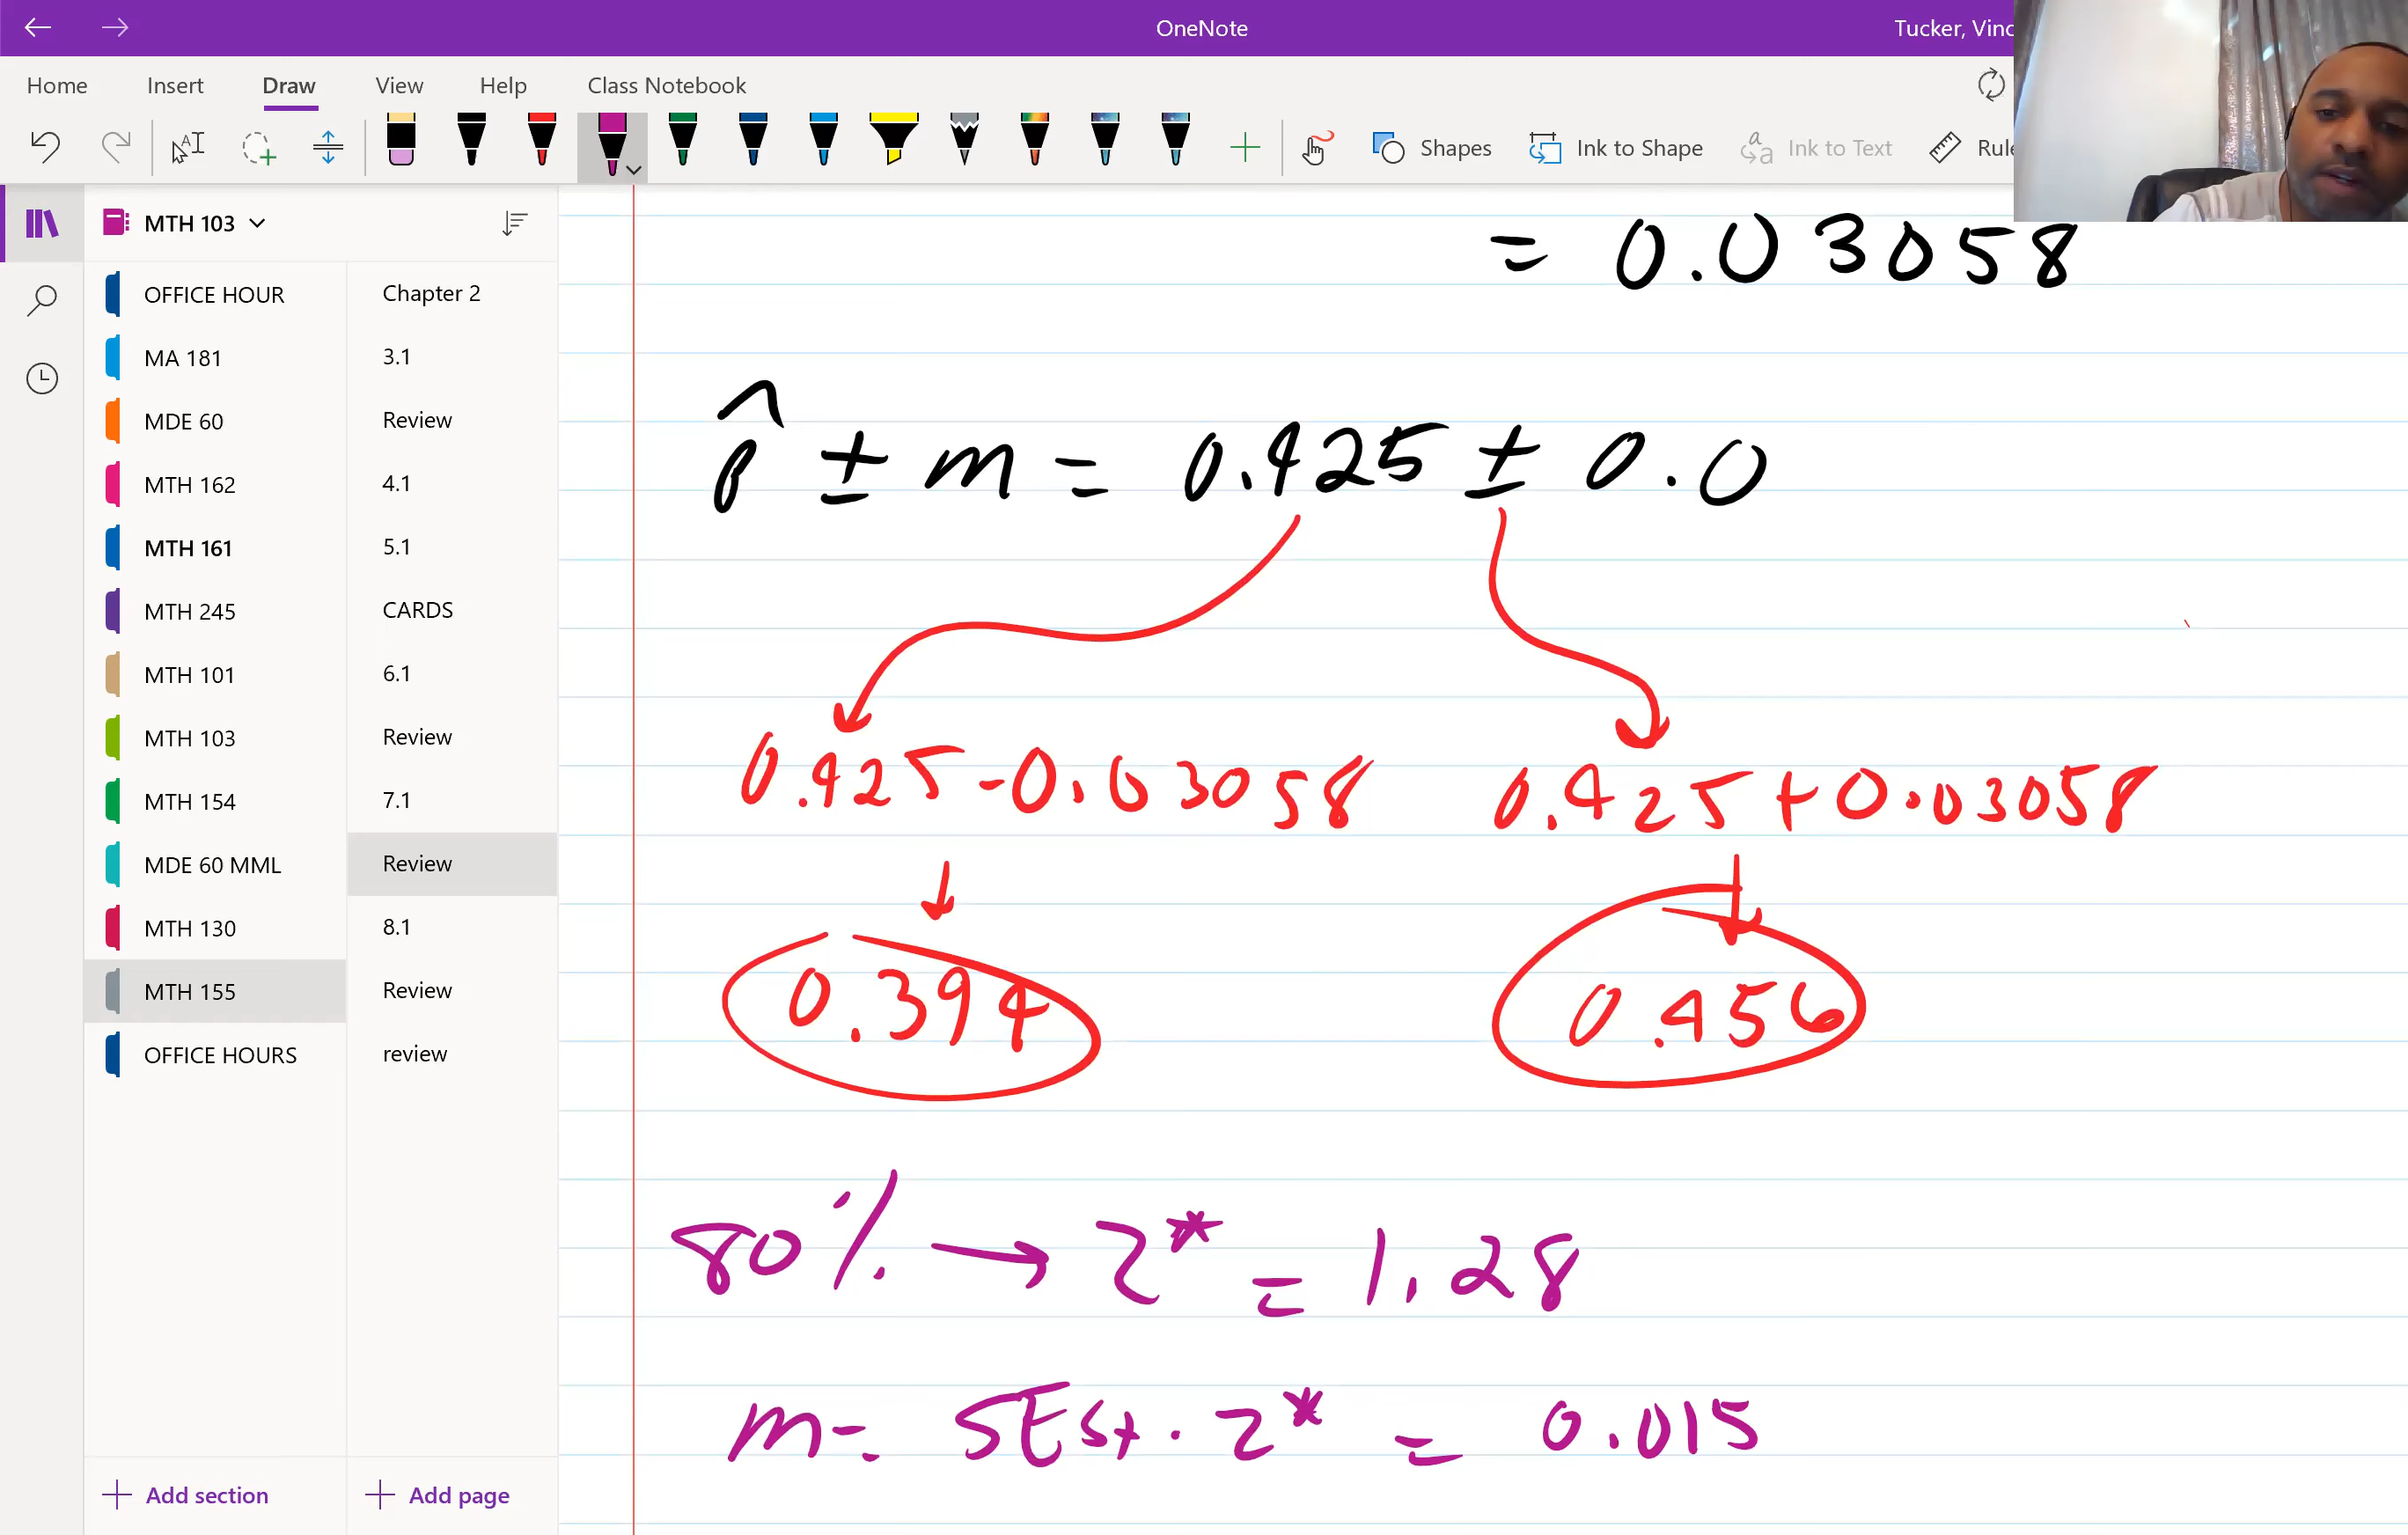 OneNote
Tucker, Vinc
Home Insert Draw View Help Class Notebook
Shapes Ink to Shape Ink to Text Rule
MTH 103
OFFICE HOUR
MA 181
MDE 60
MTH 162
MTH 161
MTH 245
MTH 101
MTH 103
MTH 154
MDE 60 MML
MTH 130
MTH 155
OFFICE HOURS
Add section
Chapter 2
3.1
Review
4.1
5.1
CARDS
6.1
Review
7.1
Review
8.1
Review
review
Add page
= 0.03058
p̂ ± m = 0.425 ± 0.0
0.425-0.03058 0.425+0.03058
0.394 0.456
80% → z* = 1.28
m = SEst · z* = 0.015